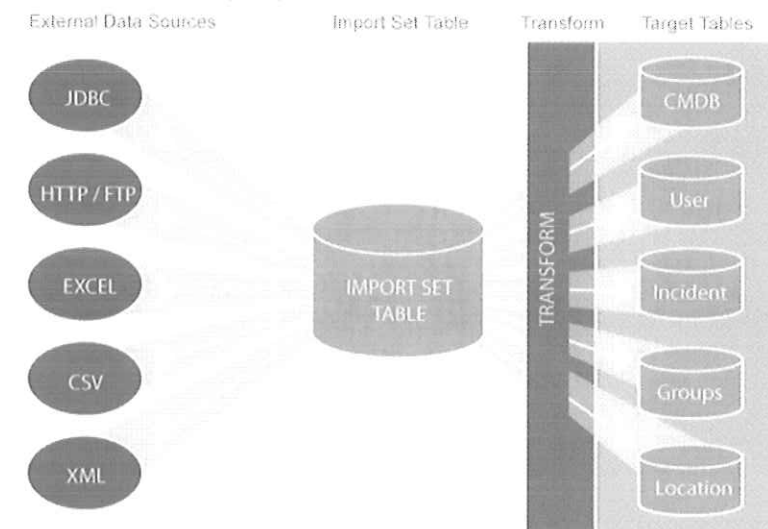 External Data Sources
Import Set Table
Transform
Target Tables
JDBC
HTTP / FTP
EXCEL
CSV
XML
IMPORT SET
TABLE
TRANSFORM
CMDB
User
Incident
Groups
Location